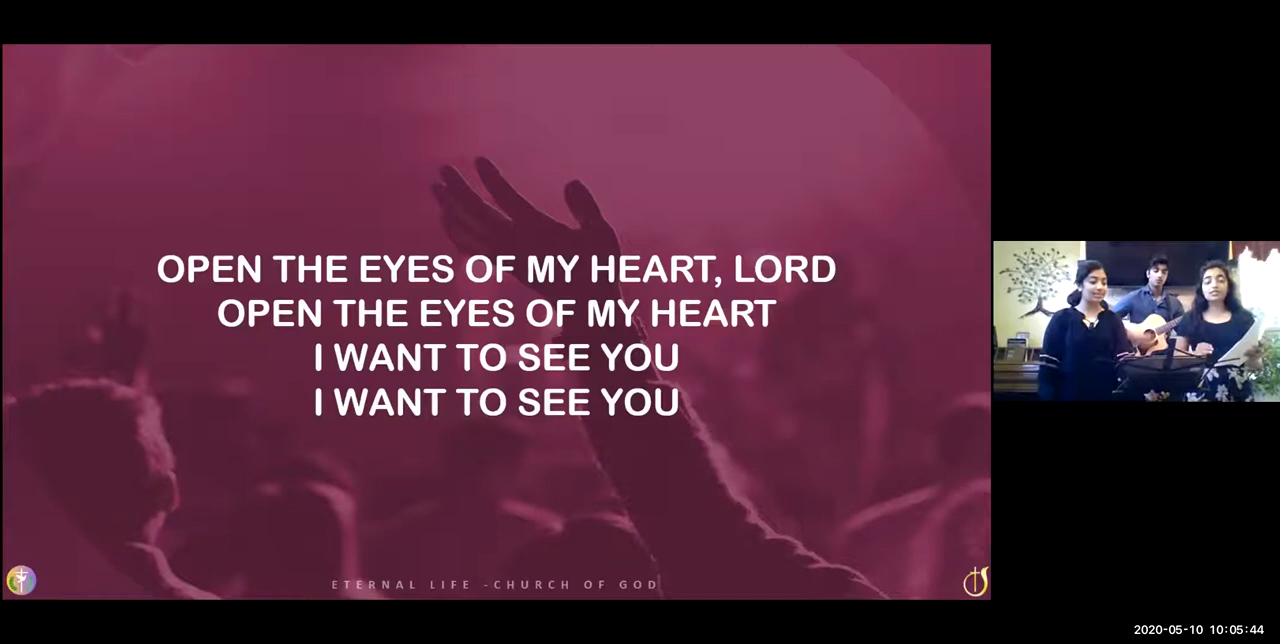 OPEN THE EYES OF MY HEART, LORD
OPEN THE EYES OF MY HEART
I WANT TO SEE YOU
I WANT TO SEE YOU
ETERNAL LIFE -CHURCH OF GOD
2020-05-10 10:05:44